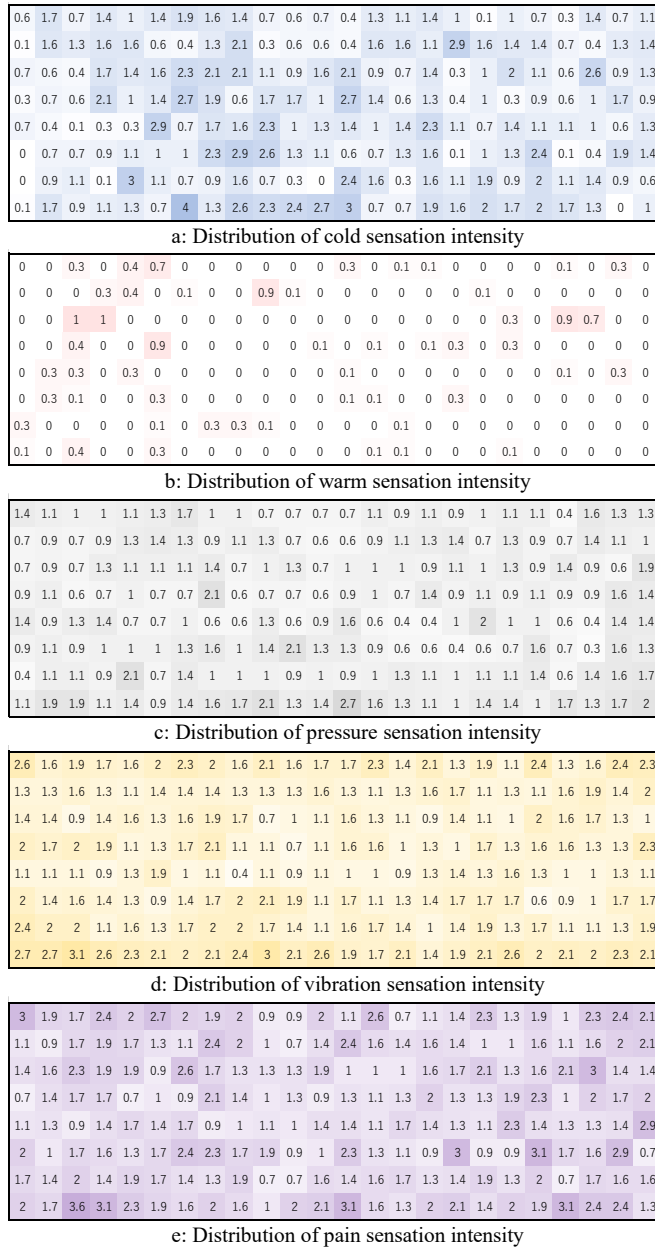 0.6 1.7 0.7 1.4 1 1.4 1.9 1.6 1.4 0.7 0.6 0.7 0.4 1.3 1.1 1.4 1 0.1 1 0.7 0.3 1.4 0.7 1.1
0.1 1.6 1.3 1.6 1.6 0.6 0.4 1.3 2.1 0.3 0.6 0.6 0.4 1.6 1.6 1.1 2.9 1.6 1.4 1.4 0.7 0.4 1.3 1.4
0.7 0.6 0.4 1.7 1.4 1.6 2.3 2.1 2.1 1.1 0.9 1.6 2.1 0.9 0.7 1.4 0.3 1 2 1.1 0.6 2.6 0.9 1.3
0.3 0.7 0.6 2.1 1 1.4 2.7 1.9 0.6 1.7 1.7 1 2.7 1.4 0.6 1.3 0.4 1 0.3 0.9 0.6 1 1.7 0.9
0.7 0.4 0.1 0.3 0.3 2.9 0.7 1.7 1.6 2.3 1 1.3 1.4 1 1.4 2.3 1.1 0.7 1.4 1.1 1.1 1 0.6 1.3
0 0.7 0.7 0.9 1.1 1 1 2.3 2.9 2.6 1.3 1.1 0.6 0.7 1.3 1.6 0.1 1 1.3 2.4 0.1 0.4 1.9 1.4
0 0.9 1.1 0.1 3 1.1 0.7 0.9 1.6 0.7 0.3 0 2.4 1.6 0.3 1.6 1.1 1.9 0.9 2 1.1 1.4 0.9 0.6
0.1 1.7 0.9 1.1 1.3 0.7 4 1.3 2.6 2.3 2.4 2.7 3 0.7 0.7 1.9 1.6 2 1.7 2 1.7 1.3 0 1
a: Distribution of cold sensation intensity
0 0 0.3 0 0.4 0.7 0 0 0 0 0 0 0.3 0 0.1 0.1 0 0 0 0 0.1 0 0.3 0
0 0 0 0.3 0.4 0 0.1 0 0 0.9 0.1 0 0 0 0 0 0 0.1 0 0 0 0 0 0
0 0 1 1 0 0 0 0 0 0 0 0 0 0 0 0 0 0 0.3 0 0.9 0.7 0 0
0 0 0.4 0 0 0.9 0 0 0 0 0 0.1 0 0.1 0 0.1 0.3 0 0.3 0 0 0 0 0
0 0.3 0.3 0 0.3 0 0 0 0 0 0 0 0.1 0 0 0 0 0 0 0 0.1 0 0.3 0
0 0.3 0.1 0 0 0.3 0 0 0 0 0 0 0.1 0.1 0 0 0.3 0 0 0 0 0 0 0
0.3 0 0 0 0 0.1 0 0.3 0.3 0.1 0 0 0 0 0.1 0 0 0 0 0 0 0 0 0
0.1 0 0.4 0 0 0.3 0 0 0 0 0 0 0 0.1 0.1 0 0 0 0.1 0 0 0 0 0
b: Distribution of warm sensation intensity
1.4 1.1 1 1 1.1 1.3 1.7 1 1 0.7 0.7 0.7 0.7 1.1 0.9 1.1 0.9 1 1.1 1.1 0.4 1.6 1.3 1.3
0.7 0.9 0.7 0.9 1.3 1.4 1.3 0.9 1.1 1.3 0.7 0.6 0.6 0.9 1.1 1.3 1.4 0.7 1.3 0.9 0.7 1.4 1.1 1
0.7 0.9 0.7 1.3 1.1 1.1 1.1 1.4 0.7 1 1.3 0.7 1 1 1 0.9 1.1 1 1.3 0.9 1.4 0.9 0.6 1.9
0.9 1.1 0.6 0.7 1 0.7 0.7 2.1 0.6 0.7 0.7 0.6 0.9 1 0.7 1.4 0.9 1.1 0.9 1.1 0.9 0.9 1.6 1.4
1.4 0.9 1.3 1.4 0.7 0.7 1 0.6 0.6 1.3 0.6 0.9 1.6 0.6 0.4 0.4 1 2 1 1 0.6 0.4 1.4 1.4
0.9 1.1 0.9 1 1 1 1.3 1.6 1 1.4 2.1 1.3 1.3 0.9 0.6 0.6 0.4 0.6 0.7 1.6 0.7 0.3 1.6 1.3
0.4 1.1 1.1 0.9 2.1 0.7 1.4 1 1 1 0.9 1 0.9 1 1.3 1.1 1 1.1 1.1 1.4 0.6 1.4 1.6 1.7
1.1 1.9 1.9 1.1 1.4 0.9 1.4 1.6 1.7 2.1 1.3 1.4 2.7 1.6 1.3 1.1 1 1.4 1.4 1 1.7 1.3 1.7 2
c: Distribution of pressure sensation intensity
2.6 1.6 1.9 1.7 1.6 2 2.3 2 1.6 2.1 1.6 1.7 1.7 2.3 1.4 2.1 1.3 1.9 1.1 2.4 1.3 1.6 2.4 2.3
1.3 1.3 1.6 1.3 1.1 1.4 1.4 1.4 1.3 1.3 1.3 1.6 1.3 1.1 1.3 1.6 1.7 1.1 1.3 1.1 1.6 1.9 1.4 2
1.4 1.4 0.9 1.4 1.6 1.3 1.6 1.9 1.7 0.7 1 1.1 1.6 1.3 1.1 0.9 1.4 1.1 1 2 1.6 1.7 1.3 1
2 1.7 2 1.9 1.1 1.3 1.7 2.1 1.1 1.1 0.7 1.1 1.6 1.6 1 1.3 1 1.7 1.3 1.6 1.6 1.3 1.3 2.3
1.1 1.1 1.1 0.9 1.3 1.9 1 1.1 0.4 1.1 0.9 1.1 1 1 0.9 1.3 1.4 1.3 1.6 1.3 1 1 1.3 1.1
2 1.4 1.6 1.4 1.3 0.9 1.4 1.7 2 2.1 1.9 1.1 1.7 1.1 1.3 1.4 1.7 1.7 1.7 0.6 0.9 1 1.7 1.7
2.4 2 2 1.1 1.6 1.3 1.7 2 2 1.7 1.4 1.1 1.6 1.7 1.4 1 1.4 1.9 1.3 1.7 1.1 1.1 1.3 1.9
2.7 2.7 3.1 2.6 2.3 2.1 2 2.1 2.4 3 2.1 2.6 1.9 1.7 2.1 1.4 1.9 2.1 2.6 2 2.1 2 2.3 2.1
d: Distribution of vibration sensation intensity
3 1.9 1.7 2.4 2 2.7 2 1.9 2 0.9 0.9 2 1.1 2.6 0.7 1.1 1.4 2.3 1.3 1.9 1 2.3 2.4 2.1
1.1 0.9 1.7 1.9 1.7 1.3 1.1 2.4 2 1 0.7 1.4 2.4 1.6 1.4 1.6 1.4 1 1 1.6 1.1 1.6 2 2.1
1.4 1.6 2.3 1.9 1.9 0.9 2.6 1.7 1.3 1.3 1.3 1.9 1 1 1 1.6 1.7 2.1 1.3 1.6 2.1 3 1.4 1.4
0.7 1.4 1.7 1.7 0.7 1 0.9 2.1 1.4 1 1.3 0.9 1.3 1.1 1.3 2 1.3 1.3 1.9 2.3 1 2 1.7 2
1.1 1.3 0.9 1.4 1.7 1.4 1.7 0.9 1 1.1 1 1.4 1.4 1.1 1.7 1.4 1.3 1.1 2.3 1.4 1.3 1.3 1.4 2.9
2 1 1.7 1.6 1.3 1.7 2.4 2.3 1.7 1.9 0.9 1 2.3 1.3 1.1 0.9 3 0.9 0.9 3.1 1.7 1.6 2.9 0.7
1.7 1.4 2 1.4 1.9 1.7 1.4 1.3 1.9 0.7 0.7 1.6 1.4 1.6 1.7 1.3 1.4 1.9 1.3 2 0.7 1.7 1.6 1.6
2 1.7 3.6 3.1 2.3 1.9 1.6 2 1.6 1 2 2.1 3.1 1.6 1.3 2 2.1 1.4 2 1.9 3.1 2.4 2.4 1.3
e: Distribution of pain sensation intensity